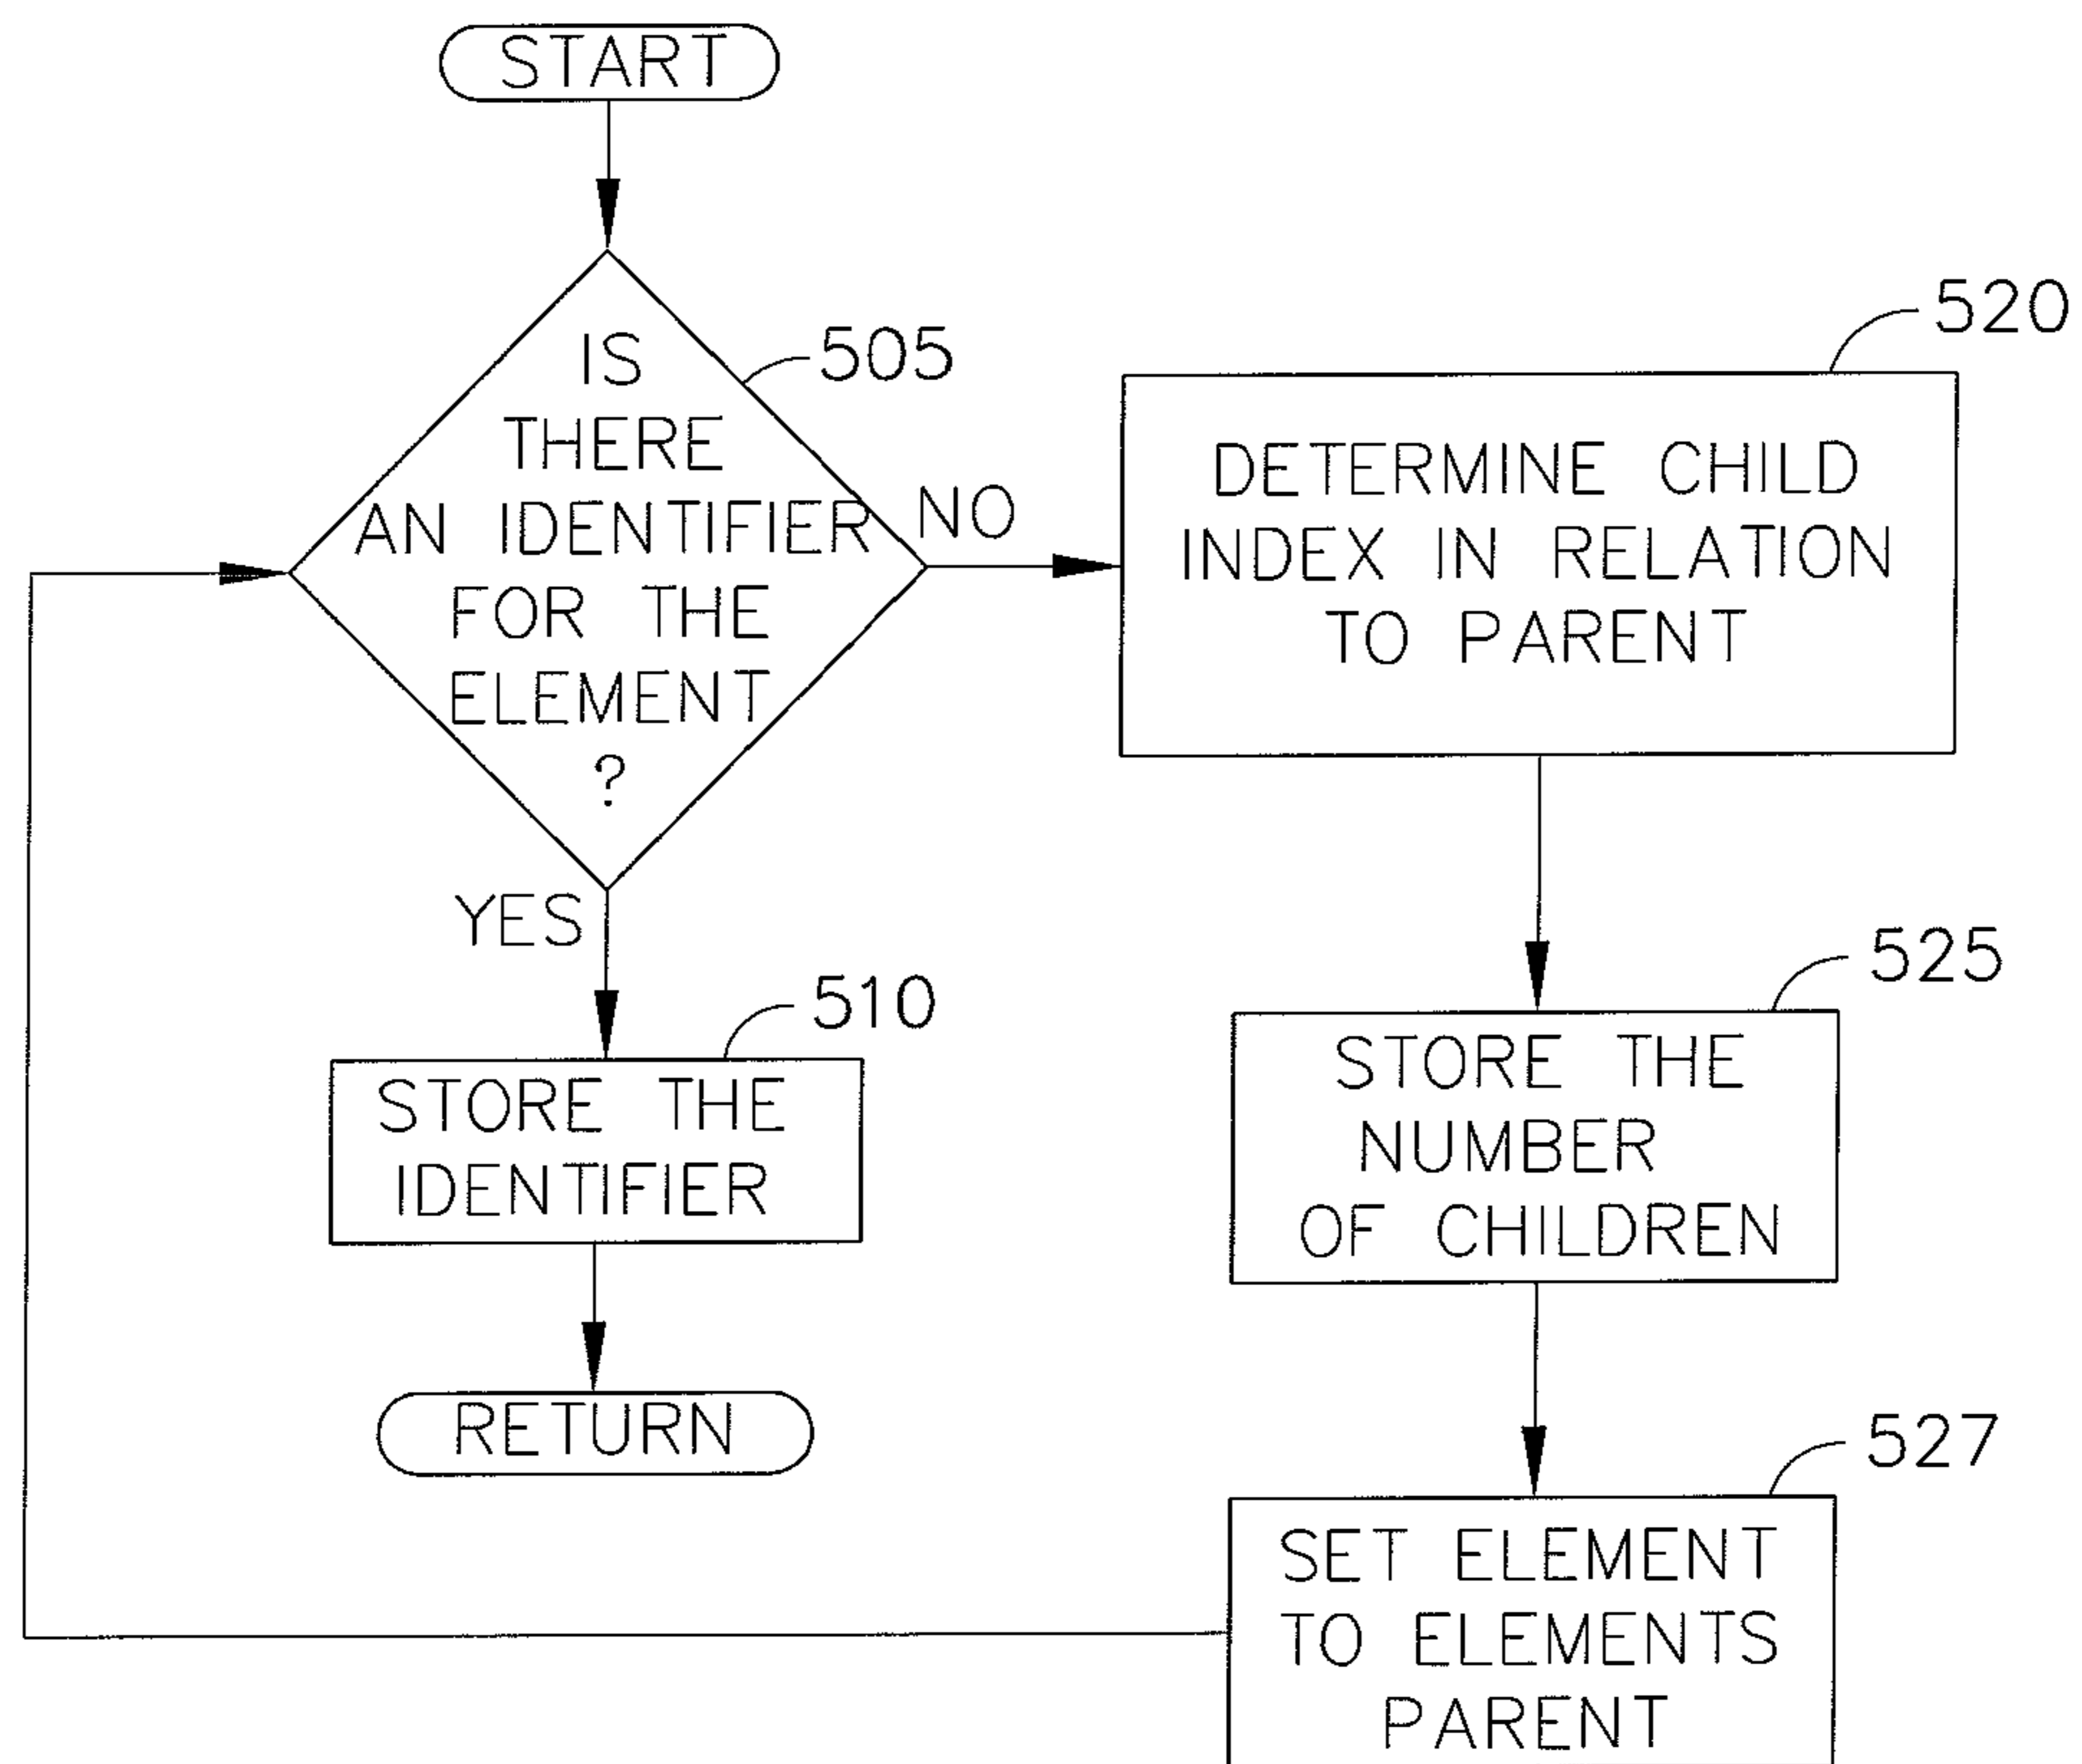 START
IS
THERE
AN IDENTIFIER
FOR THE
ELEMENT
?
505
NO
YES
520
DETERMINE CHILD
INDEX IN RELATION
TO PARENT
510
STORE THE
IDENTIFIER
RETURN
525
STORE THE
NUMBER
OF CHILDREN
527
SET ELEMENT
TO ELEMENTS
PARENT